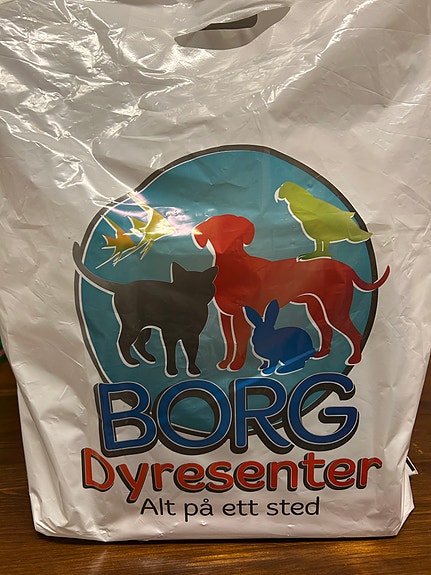 BORG
Dyresenter
Alt på ett sted